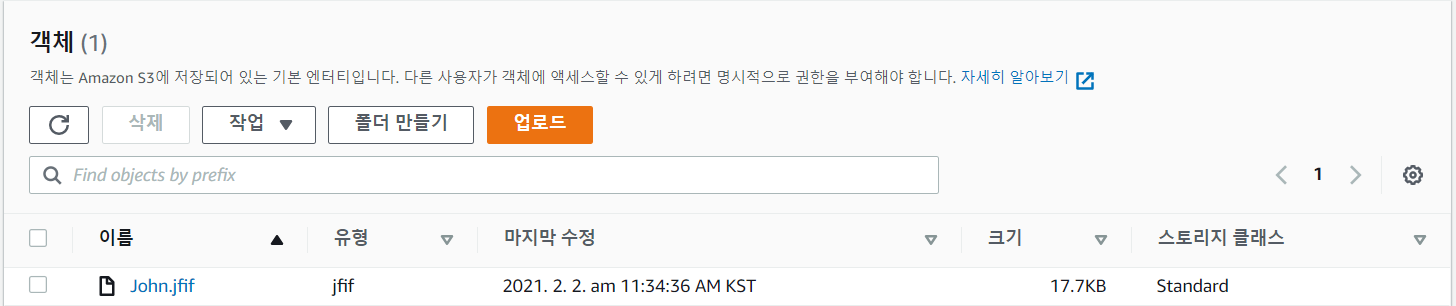 객체 (1)
객체는 Amazon S3에 저장되어 있는 기본 엔터티입니다. 다른 사용자가 객체에 액세스할 수 있게 하려면 명시적으로 권한을 부여해야 합니다. 자세히 알아보기
삭제 작업 폴더 만들기 업로드
Find objects by prefix 1
이름 유형 마지막 수정 크기 스토리지 클래스
John.jfif jfif 2021. 2. 2. am 11:34:36 AM KST 17.7KB Standard